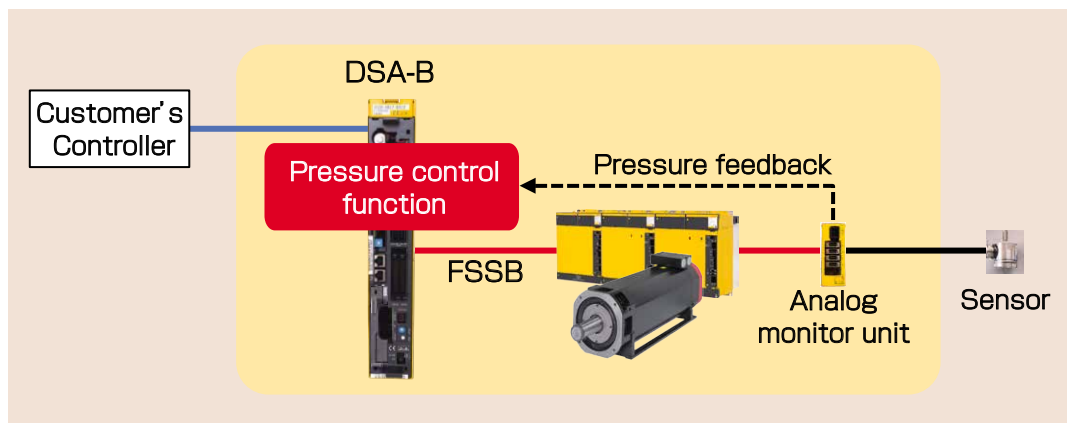 DSA-B
Customer's
Controller
Pressure control
function
Pressure feedback
FSSB
Analog
monitor unit
Sensor